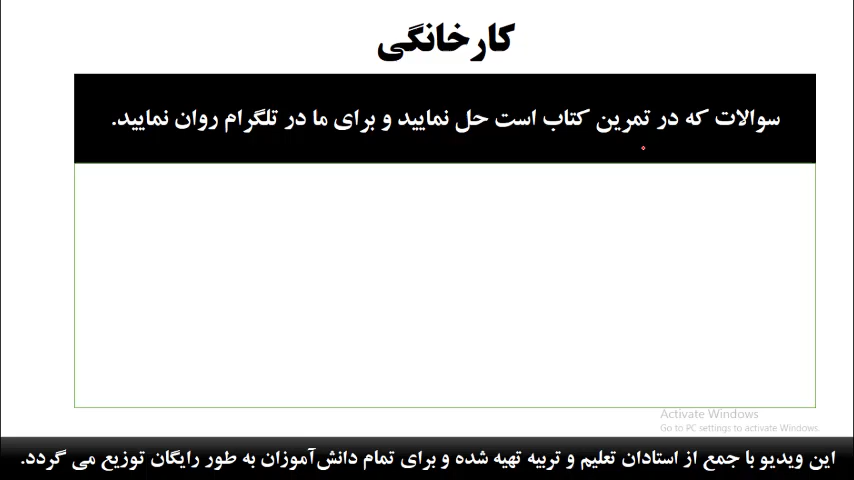 کارخانگی
سوالات که در تمرین کتاب است حل نمایید و برای ما در تلگرام روان نمایید.
Activate Windows
Go to PC settings to activate Windows.
این ویدیو با جمع از استادان تعلیم و تربیه تهیه شده و برای تمام دانش‌آموزان به طور رایگان توزیع می گردد.